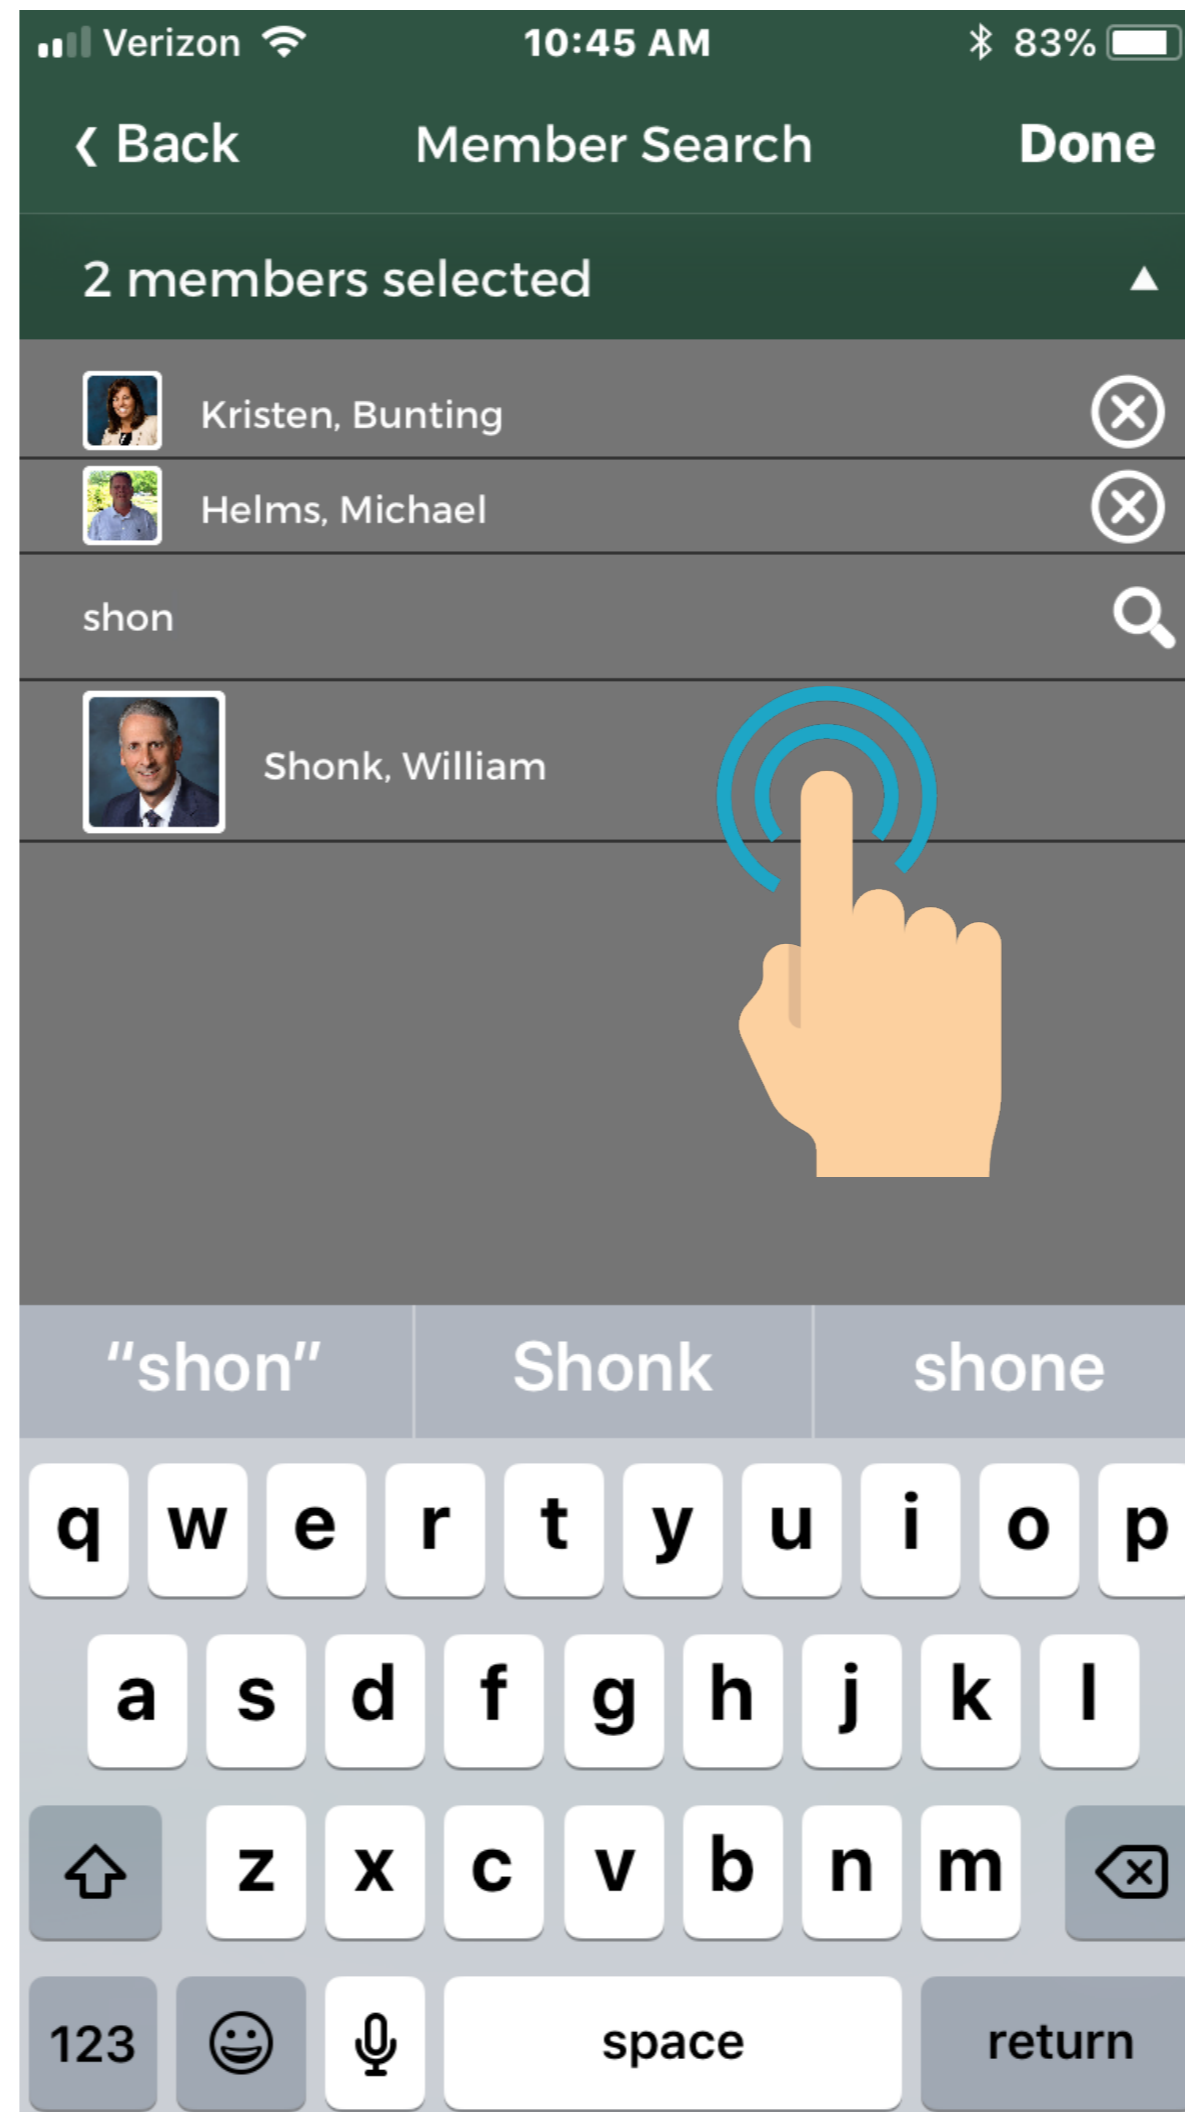 Verizon 10:45 AM 83%
Back Member Search Done
2 members selected
Kristen, Bunting
Helms, Michael
shon
Shonk, William
"shon" Shonk shone
q w e r t y u i o p
a s d f g h j k l
z x c v b n m
123 space return